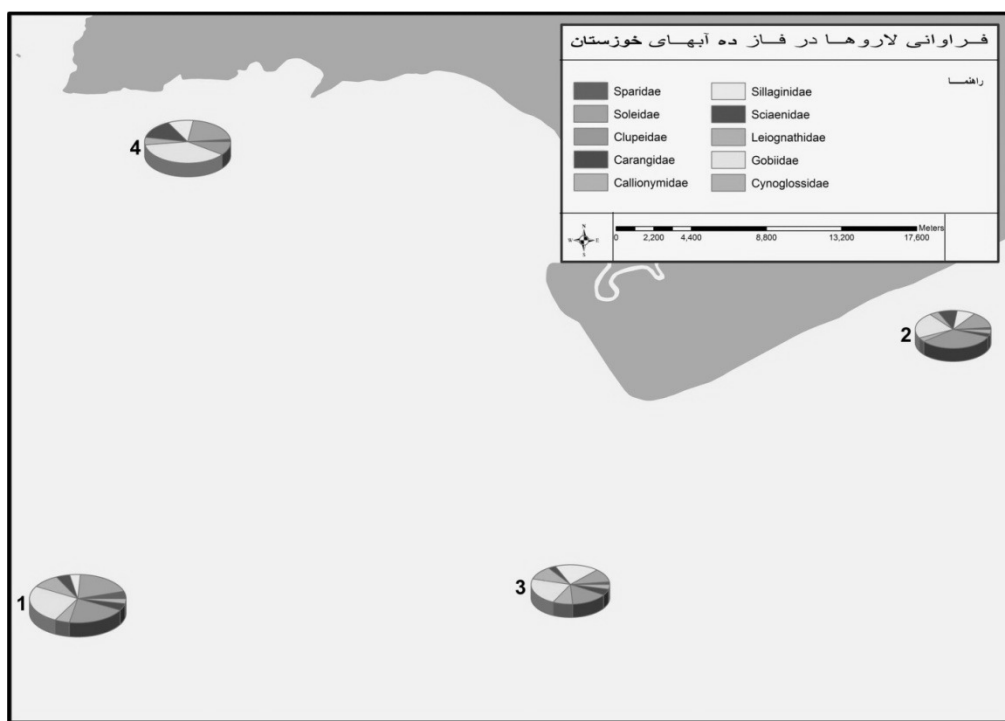 فراوانی لاروها در فاز ده آبهای خوزستان
راهنما
Sparidae
Soleidae
Clupeidae
Carangidae
Callionymidae
Sillaginidae
Sciaenidae
Leiognathidae
Gobiidae
Cynoglossidae
N
W E
S
Meters
0 2,200 4,400 8,800 13,200 17,600
4
2
3
1